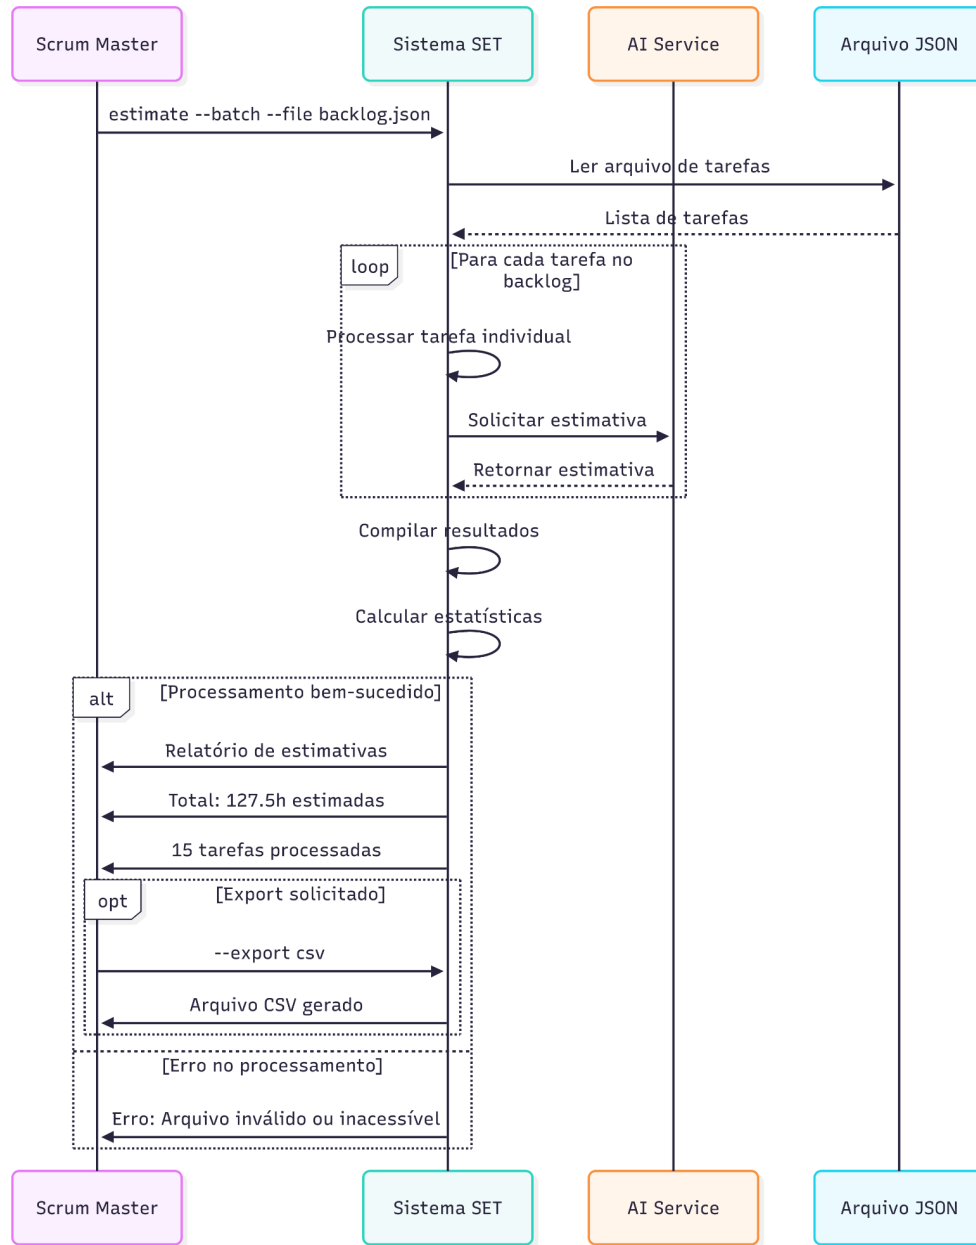 Scrum Master
Sistema SET
AI Service
Arquivo JSON
estimate --batch --file backlog.json
Ler arquivo de tarefas
Lista de tarefas
loop
[Para cada tarefa no
backlog]
Processar tarefa individual
Solicitar estimativa
Retornar estimativa
Compilar resultados
Calcular estatísticas
alt
[Processamento bem-sucedido]
Relatório de estimativas
Total: 127.5h estimadas
15 tarefas processadas
opt
[Export solicitado]
--export csv
Arquivo CSV gerado
[Erro no processamento]
Erro: Arquivo inválido ou inacessível
Scrum Master
Sistema SET
AI Service
Arquivo JSON